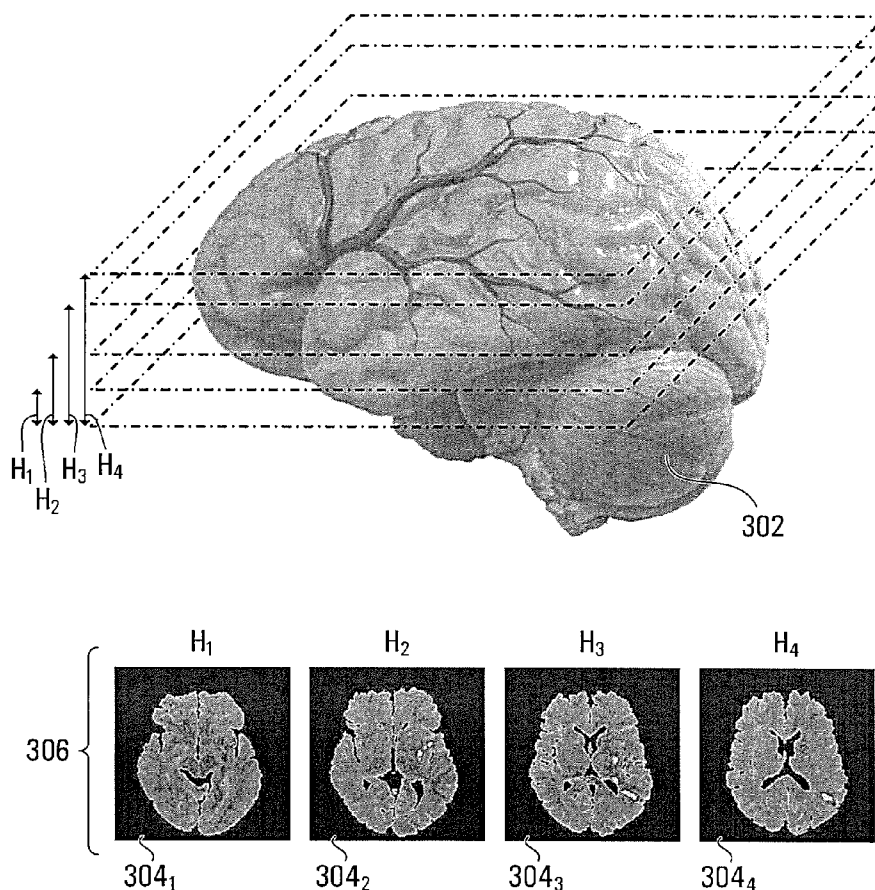 H₁
H₂
H₃
H₄
302
H₁ H₂ H₃ H₄
306
304₁ 304₂ 304₃ 304₄